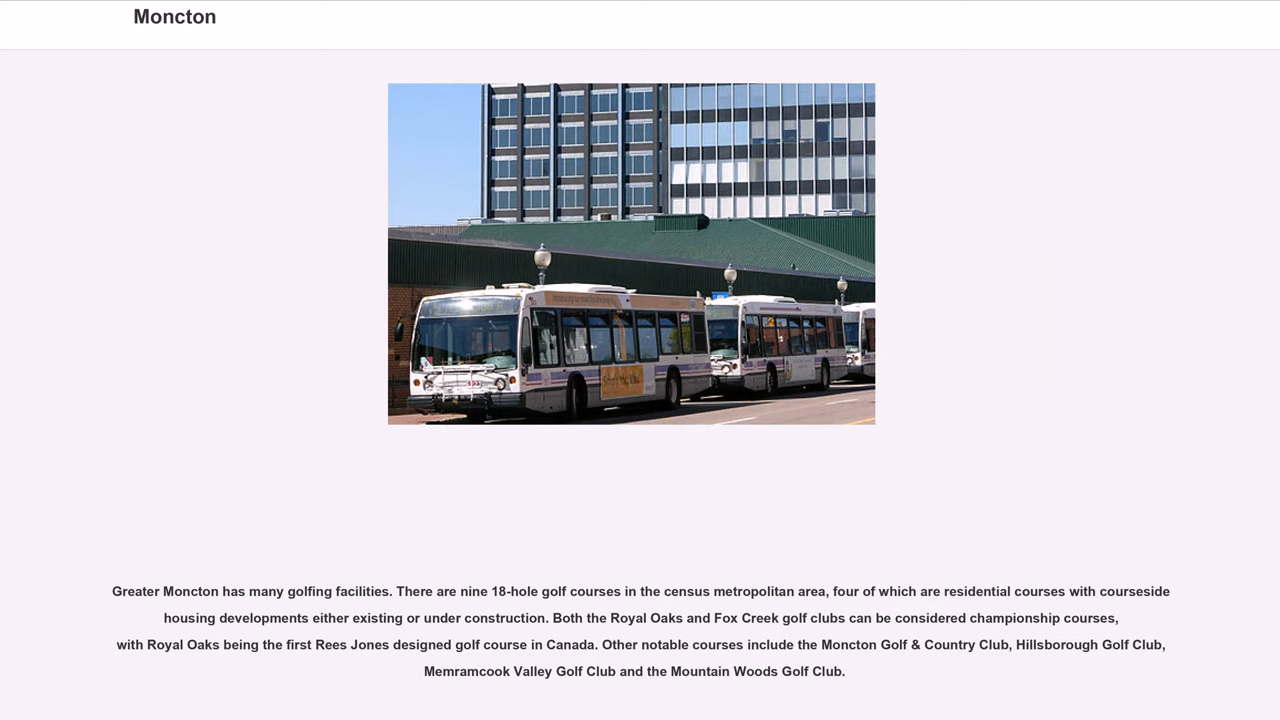 Moncton
Greater Moncton has many golfing facilities. There are nine 18-hole golf courses in the census metropolitan area, four of which are residential courses with courseside
housing developments either existing or under construction. Both the Royal Oaks and Fox Creek golf clubs can be considered championship courses,
with Royal Oaks being the first Rees Jones designed golf course in Canada. Other notable courses include the Moncton Golf & Country Club, Hillsborough Golf Club,
Memramcook Valley Golf Club and the Mountain Woods Golf Club.